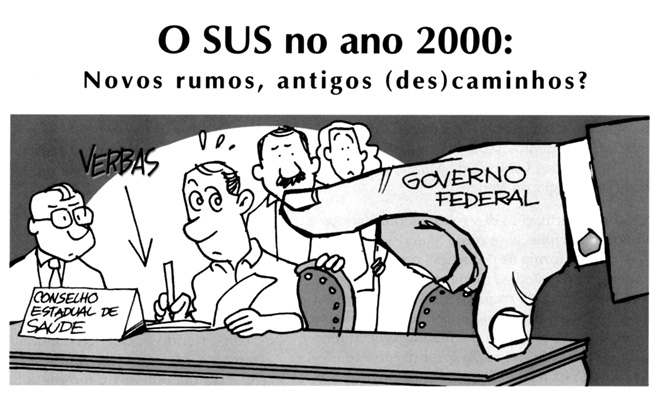 O SUS no ano 2000:
Novos rumos, antigos (des)caminhos?
VERBAS
GOVERNO
FEDERAL
CONSELHO
ESTADUAL DE
SAÚDE